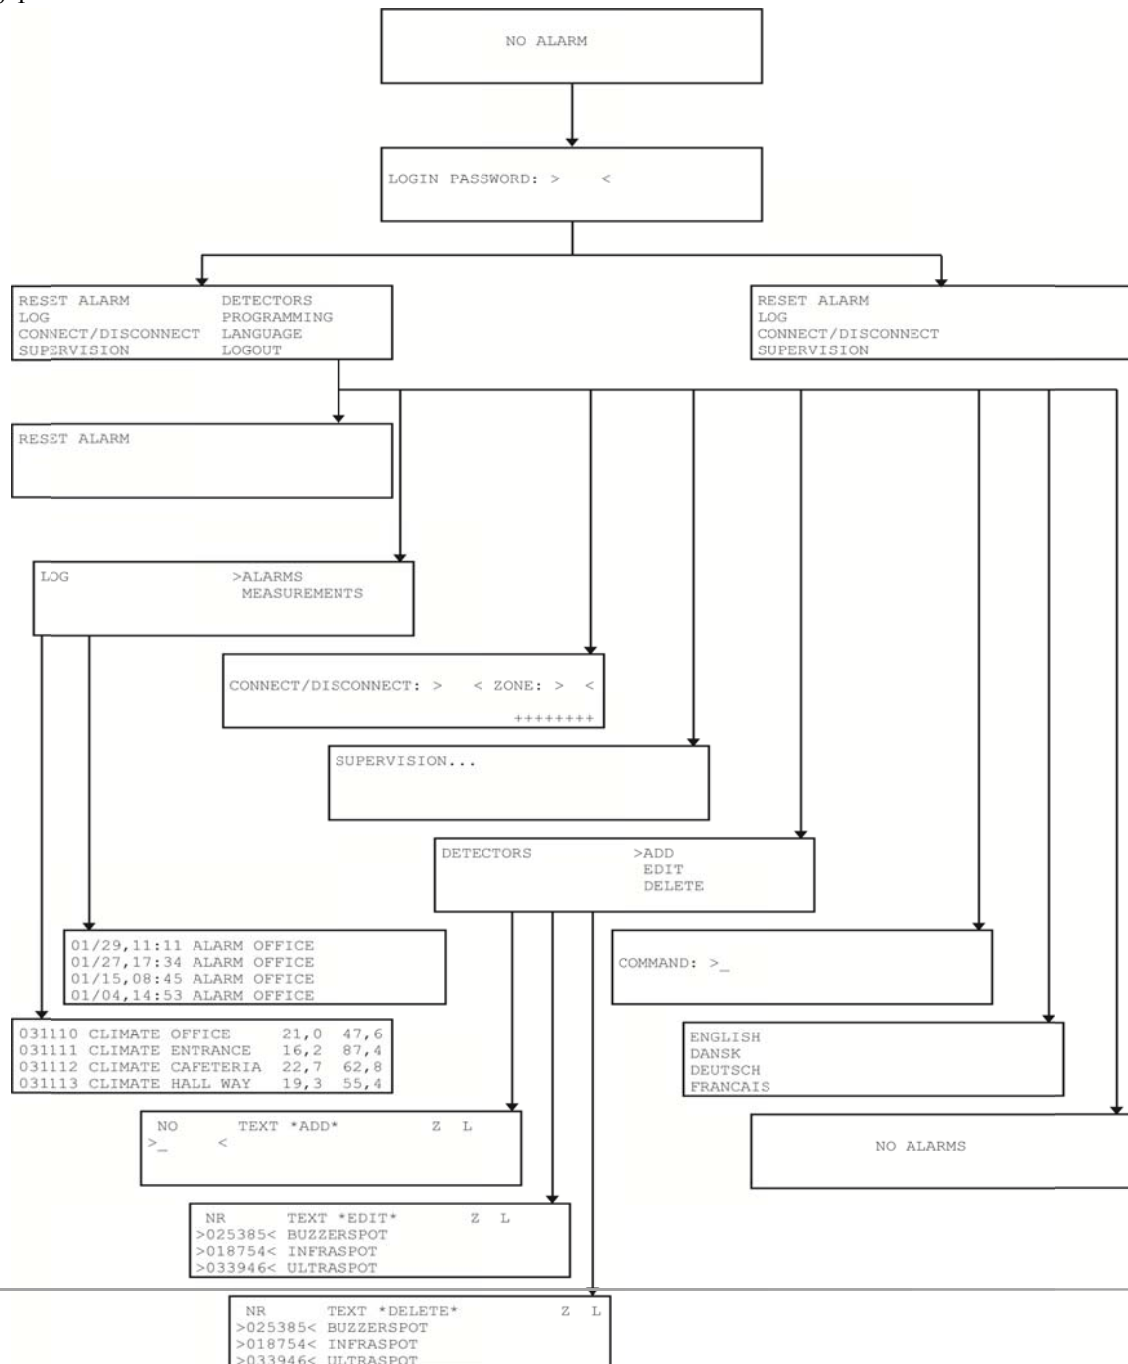 NO ALARM
LOGIN PASSWORD: > <
RESET ALARM DETECTORS
LOG PROGRAMMING
CONNECT/DISCONNECT LANGUAGE
SUPERVISION LOGOUT
RESET ALARM
LOG
CONNECT/DISCONNECT
SUPERVISION
RESET ALARM
LOG >ALARMS
MEASUREMENTS
CONNECT/DISCONNECT: > < ZONE: > <
++++++++
SUPERVISION...
DETECTORS >ADD
EDIT
DELETE
01/29,11:11 ALARM OFFICE
01/27,17:34 ALARM OFFICE
01/15,08:45 ALARM OFFICE
01/04,14:53 ALARM OFFICE
COMMAND: >_
031110 CLIMATE OFFICE 21,0 47,6
031111 CLIMATE ENTRANCE 16,2 87,4
031112 CLIMATE CAFETERIA 22,7 62,8
031113 CLIMATE HALL WAY 19,3 55,4
ENGLISH
DANSK
DEUTSCH
FRANCAIS
NO TEXT *ADD* Z L
>_ <
NO ALARMS
NR TEXT *EDIT* Z L
>025385< BUZZERSPOT
>018754< INFRASPOT
>033946< ULTRASPOT
NR TEXT *DELETE* Z L
>025385< BUZZERSPOT
>018754< INFRASPOT
>033946< ULTRASPOT